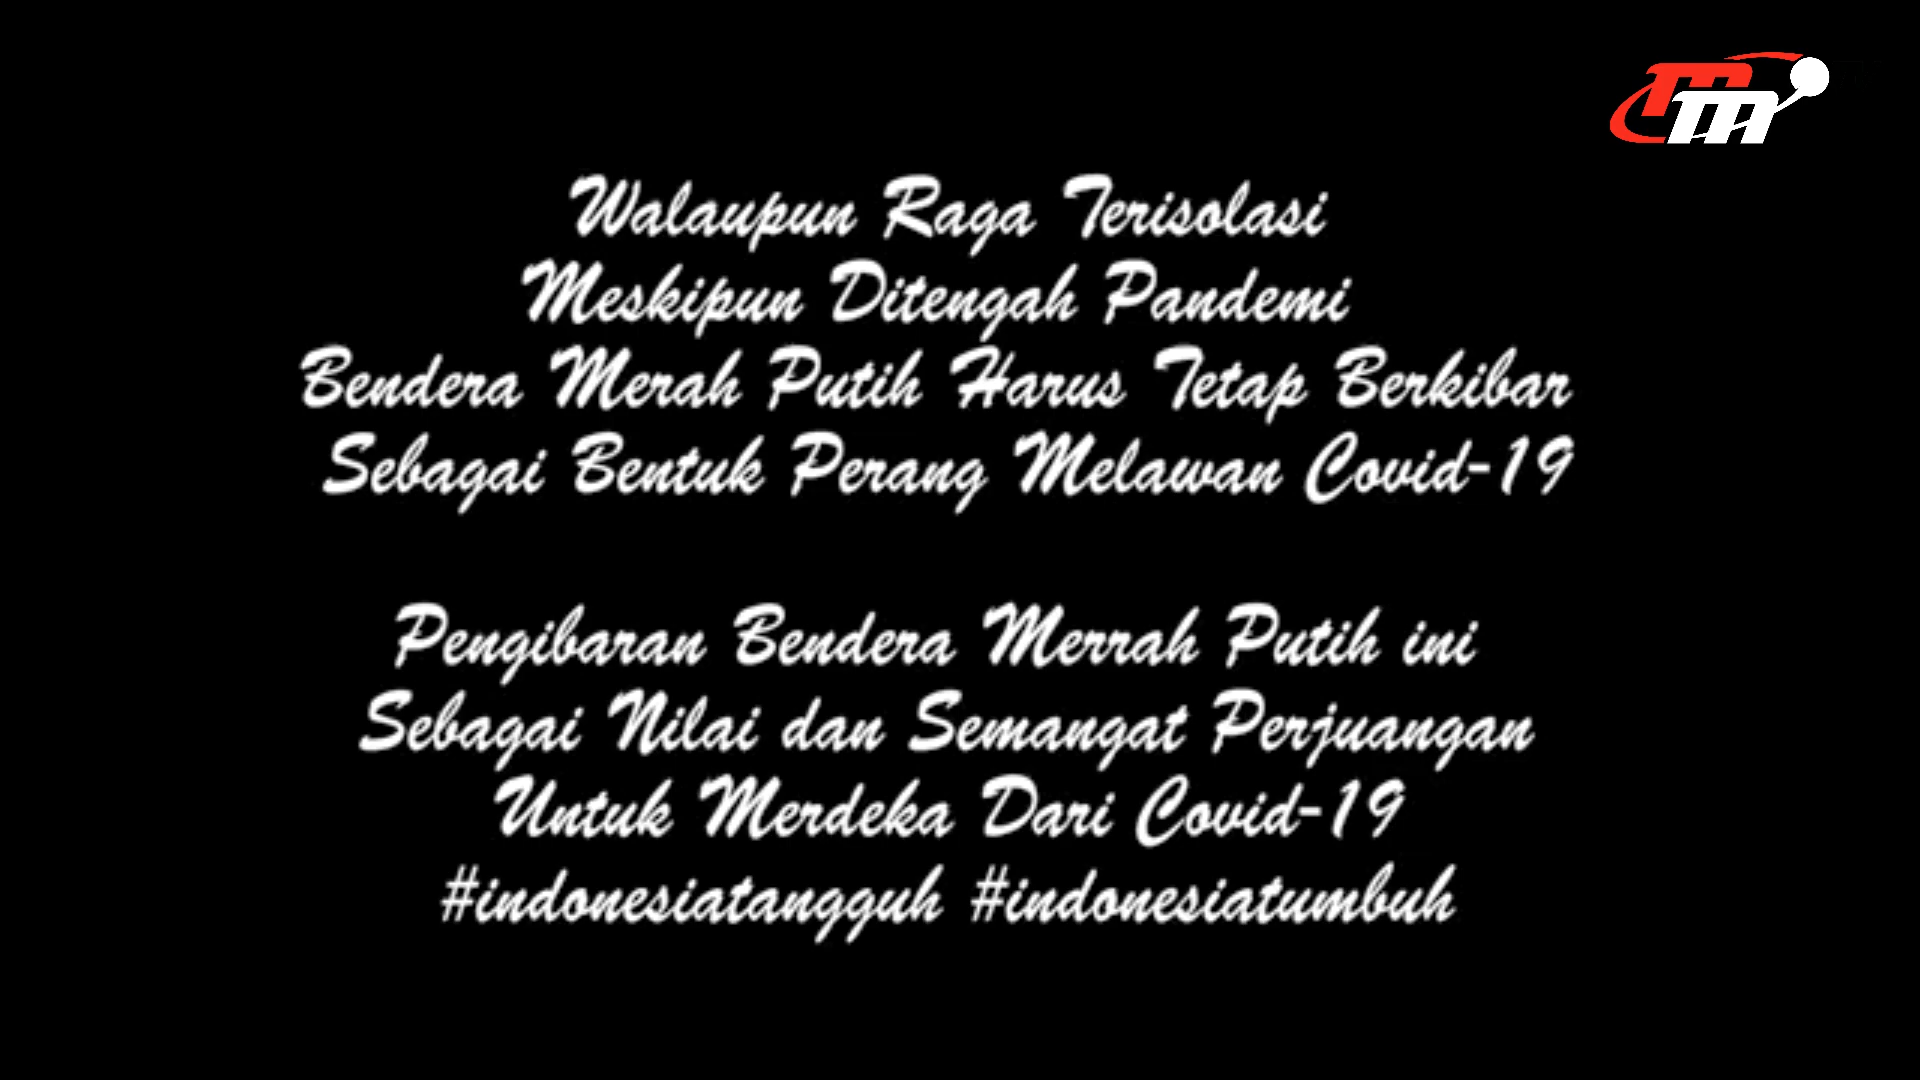 Walaupun Raga Terisolasi
Meskipun Ditengah Pandemi
Bendera Merah Putih Harus Tetap Berkibar
Sebagai Bentuk Perang Melawan Covid-19
Pengibaran Bendera Merrah Putih ini
Sebagai Nilai dan Semangat Perjuangan
Untuk Merdeka Dari Covid-19
#indonesiatangguh #indonesiatumbuh